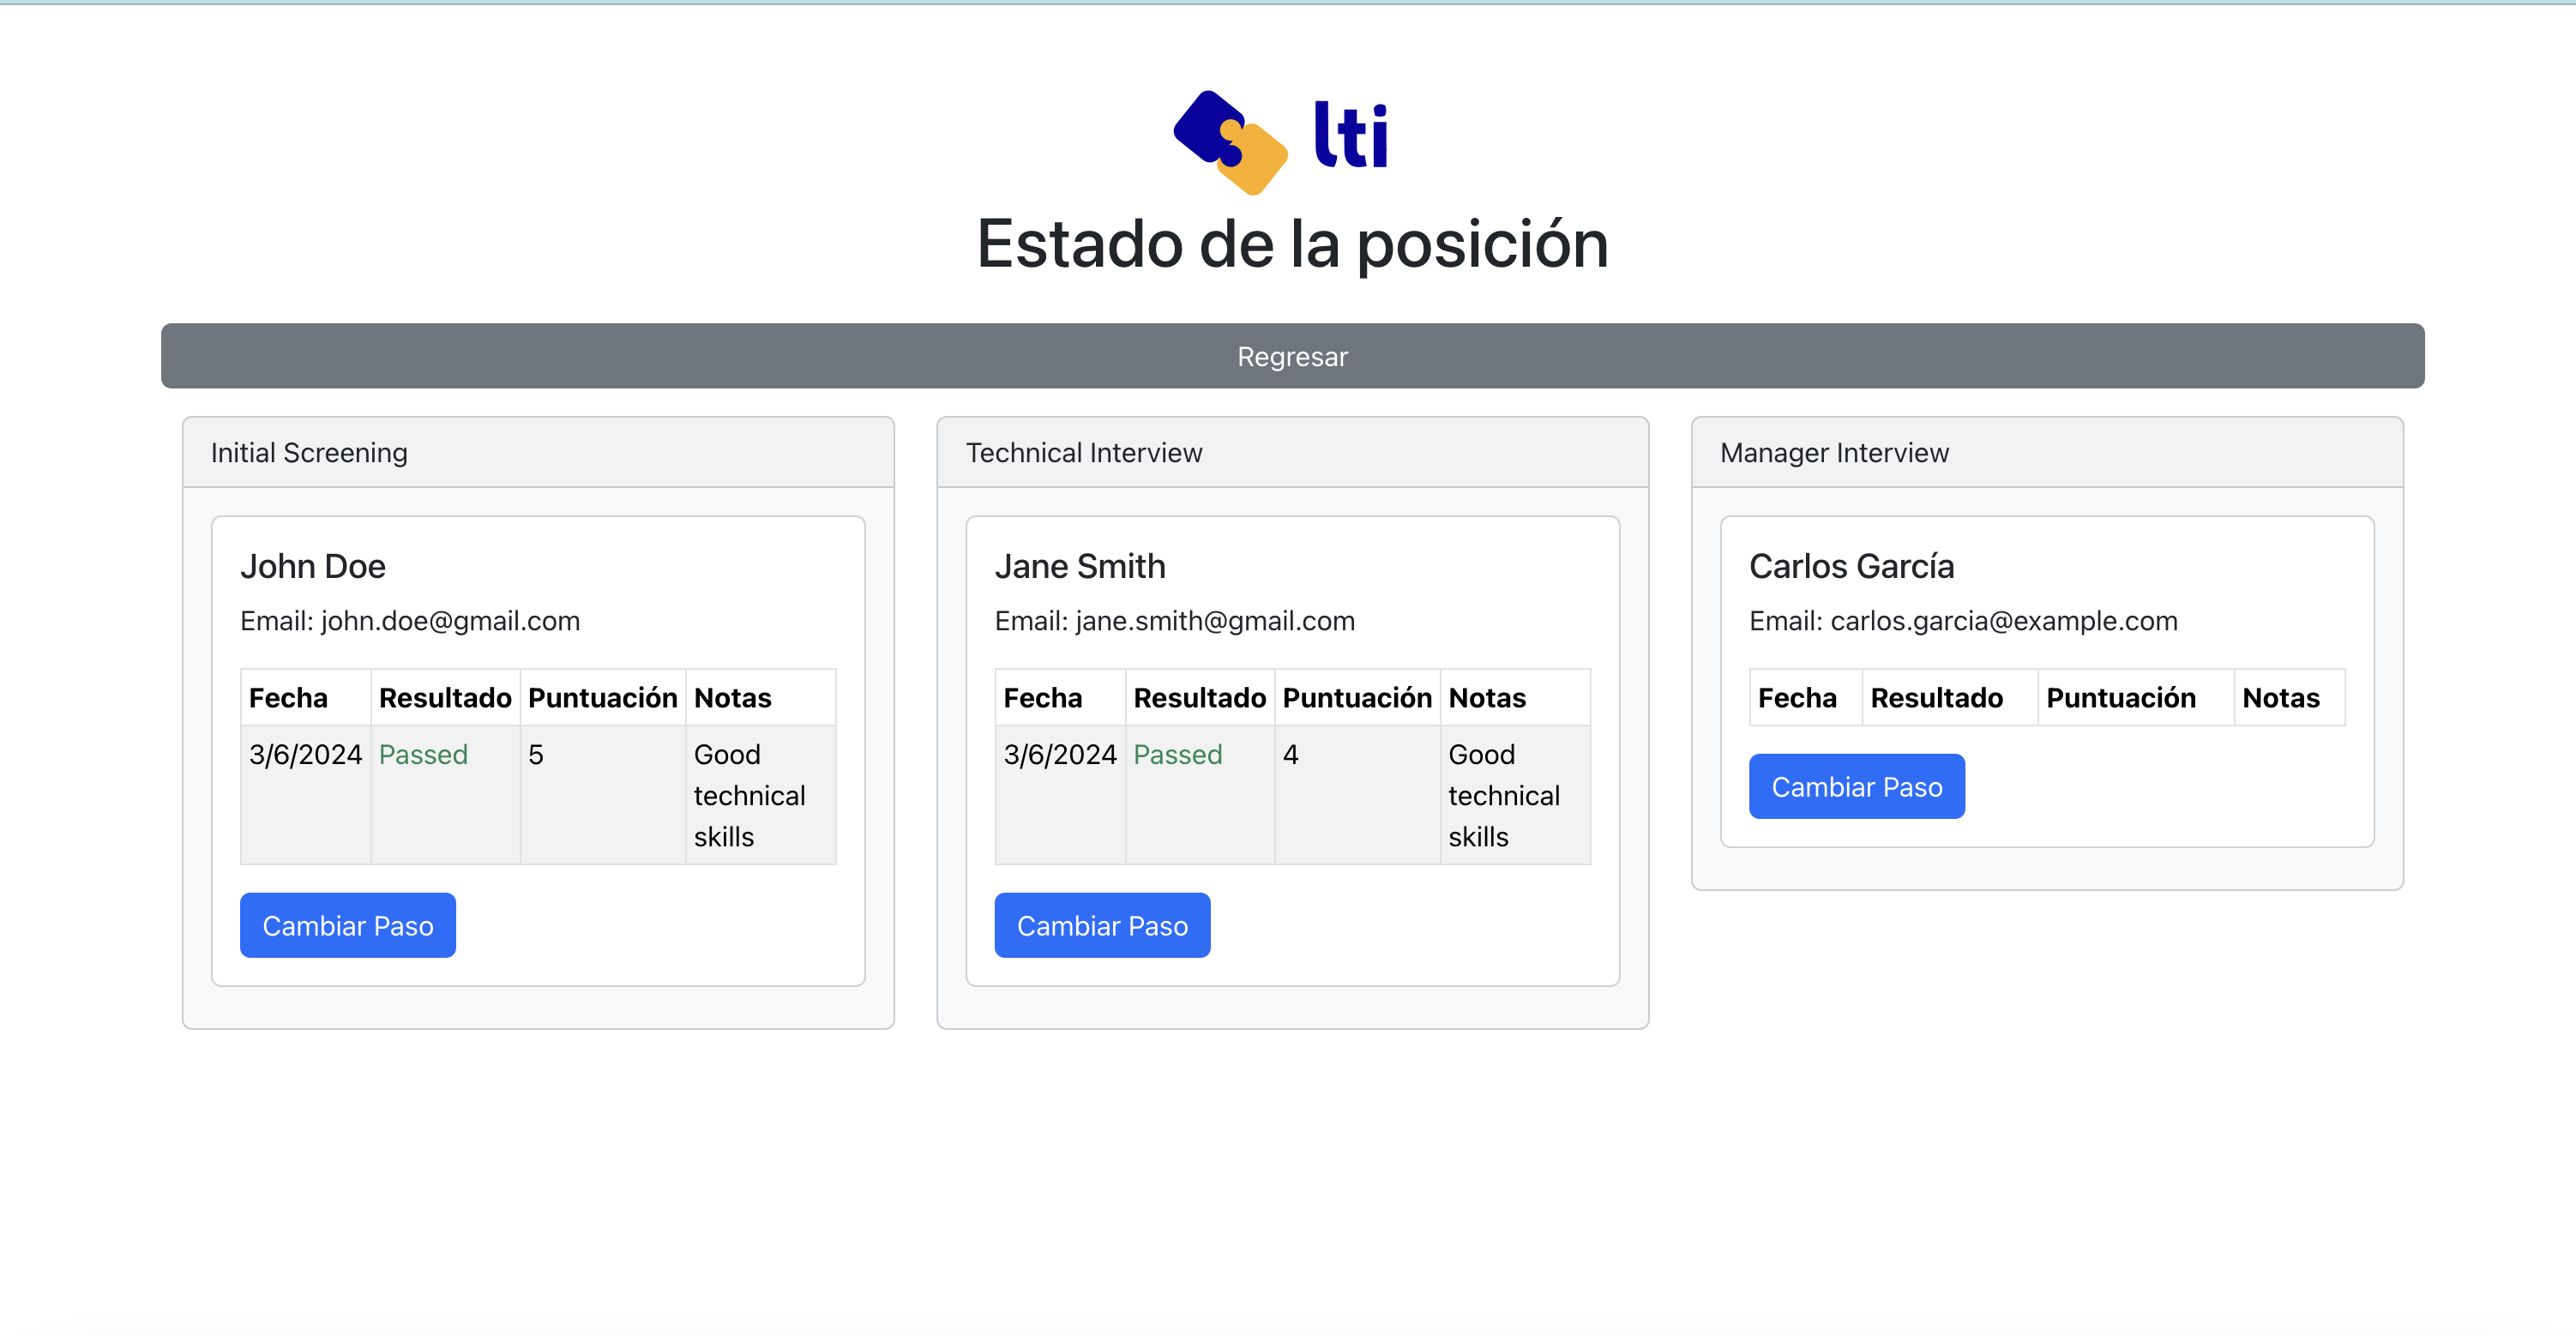 lti
Estado de la posición
Regresar
Initial Screening
John Doe
Email: john.doe@gmail.com
Fecha Resultado Puntuación Notas
3/6/2024 Passed 5 Good
technical
skills
Cambiar Paso
Technical Interview
Jane Smith
Email: jane.smith@gmail.com
Fecha Resultado Puntuación Notas
3/6/2024 Passed 4 Good
technical
skills
Cambiar Paso
Manager Interview
Carlos García
Email: carlos.garcia@example.com
Fecha Resultado Puntuación Notas
Cambiar Paso